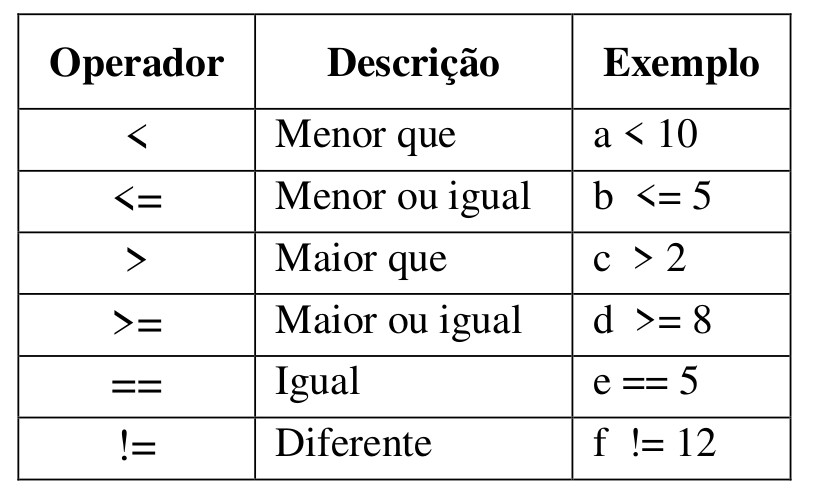 Operador Descrição Exemplo
< Menor que a < 10
<= Menor ou igual b <= 5
> Maior que c > 2
>= Maior ou igual d >= 8
== Igual e == 5
!= Diferente f != 12